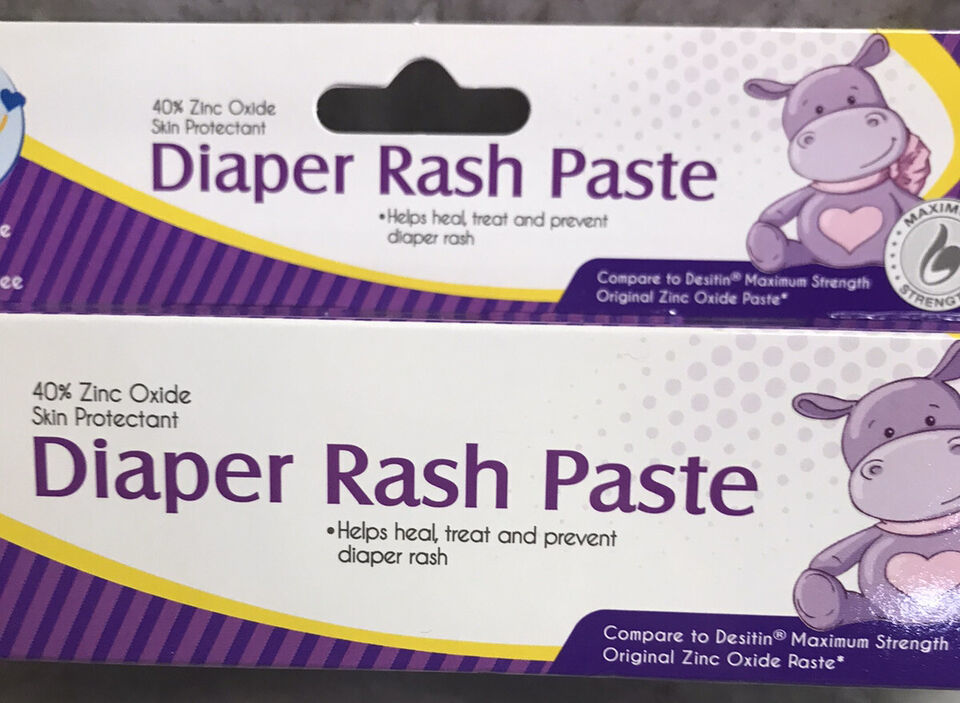 40% Zinc Oxide
Skin Protectant
Diaper Rash Paste
•Helps heal, treat and prevent
diaper rash
Compare to Desitin® Maximum Strength
Original Zinc Oxide Paste*
40% Zinc Oxide
Skin Protectant
Diaper Rash Paste
•Helps heal, treat and prevent
diaper rash
Compare to Desitin® Maximum Strength
Original Zinc Oxide Paste*